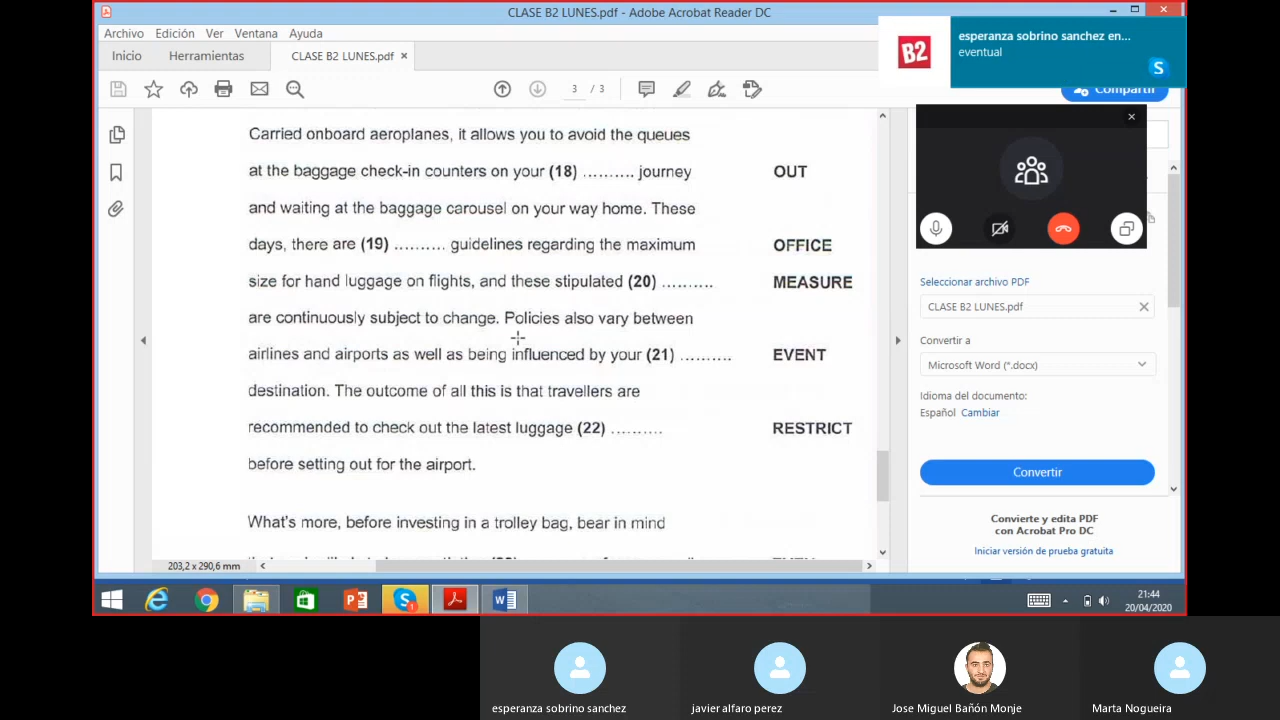 CLASE B2 LUNES.pdf - Adobe Acrobat Reader DC
Archivo Edición Ver Ventana Ayuda
Inicio Herramientas CLASE B2 LUNES.pdf ×
B2
esperanza sobrino sanchez en...
eventual
Compartir
3 / 3
Carried onboard aeroplanes, it allows you to avoid the queues
at the baggage check-in counters on your (18) .......... journey OUT
and waiting at the baggage carousel on your way home. These
days, there are (19) .......... guidelines regarding the maximum OFFICE
size for hand luggage on flights, and these stipulated (20) .......... MEASURE
are continuously subject to change. Policies also vary between
airlines and airports as well as being influenced by your (21) .......... EVENT
destination. The outcome of all this is that travellers are
recommended to check out the latest luggage (22) .......... RESTRICT
before setting out for the airport.
What's more, before investing in a trolley bag, bear in mind
203,2 x 290,6 mm
Seleccionar archivo PDF
CLASE B2 LUNES.pdf
Convertir a
Microsoft Word (*.docx)
Idioma del documento:
Español Cambiar
Convertir
Convierte y edita PDF
con Acrobat Pro DC
Iniciar versión de prueba gratuita
21:44
20/04/2020
esperanza sobrino sanchez
javier alfaro perez
Jose Miguel Bañón Monje
Marta Nogueira